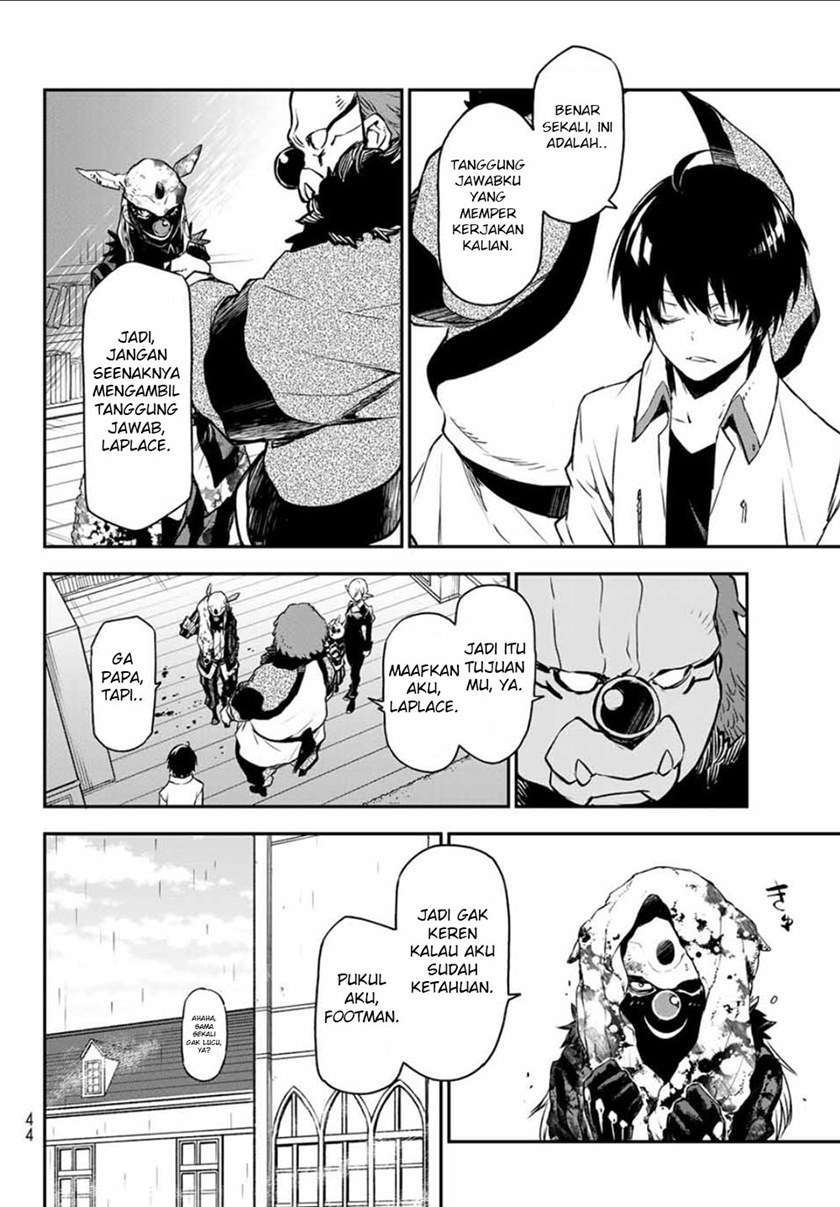 BENAR
SEKALI, INI
ADALAH..
TANGGUNG
JAWABKU
YANG
MEMPER
KERJAKAN
KALIAN.
JADI,
JANGAN
SEENAKNYA
MENGAMBIL
TANGGUNG
JAWAB,
LAPLACE.
JADI ITU
TUJUAN
MU, YA.
MAAFKAN
AKU,
LAPLACE.
GA
PAPA,
TAPI..
きゅ
JADI GAK
KEREN
KALAU AKU
SUDAH
KETAHUAN.
PUKUL
AKU,
FOOTMAN.
AHAHA,
SAMA
SEKALI
GAK LUCU,
YA?
44